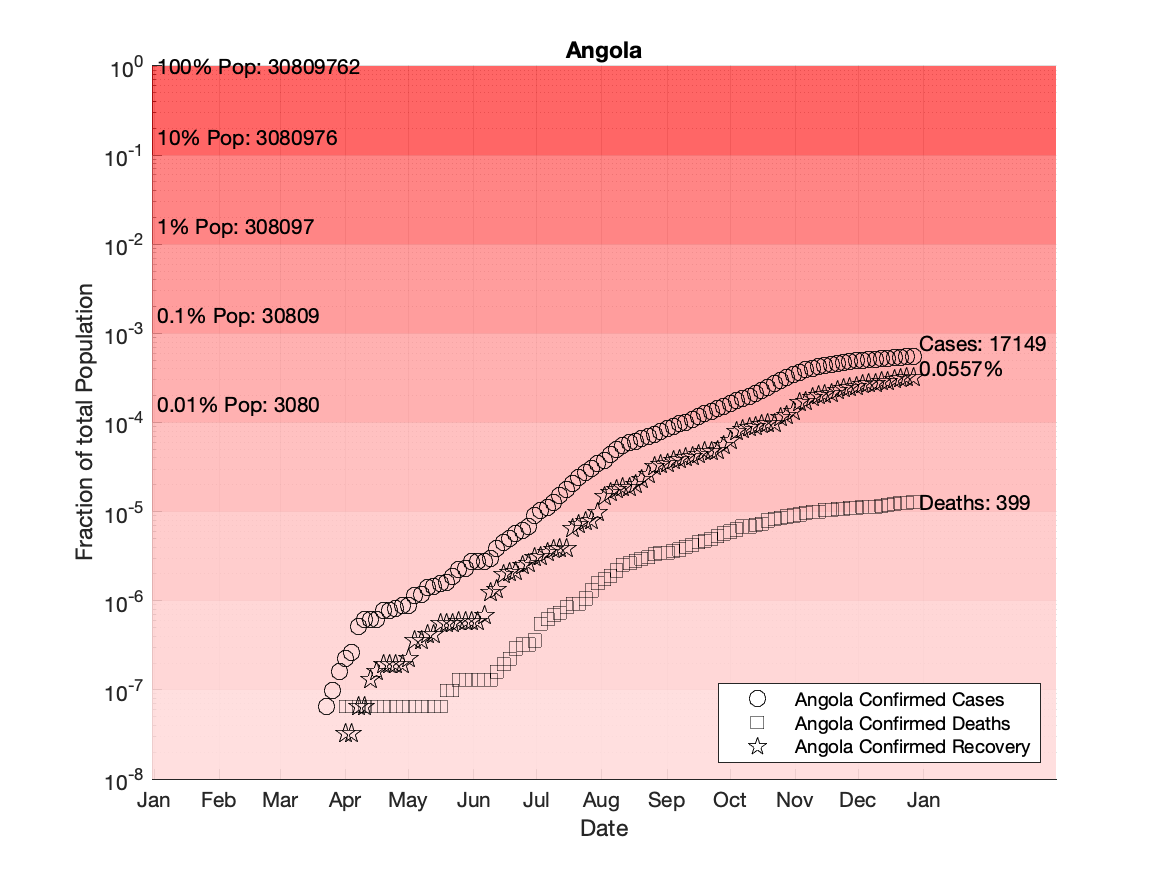 Angola
10^0
100% Pop: 30809762
10% Pop: 3080976
10^-1
1% Pop: 308097
10^-2
0.1% Pop: 30809
10^-3
Cases: 17149
0.0557%
0.01% Pop: 3080
10^-4
Deaths: 399
10^-5
10^-6
10^-7
10^-8
Fraction of total Population
Angola Confirmed Cases
Angola Confirmed Deaths
Angola Confirmed Recovery
Jan Feb Mar Apr May Jun Jul Aug Sep Oct Nov Dec Jan
Date